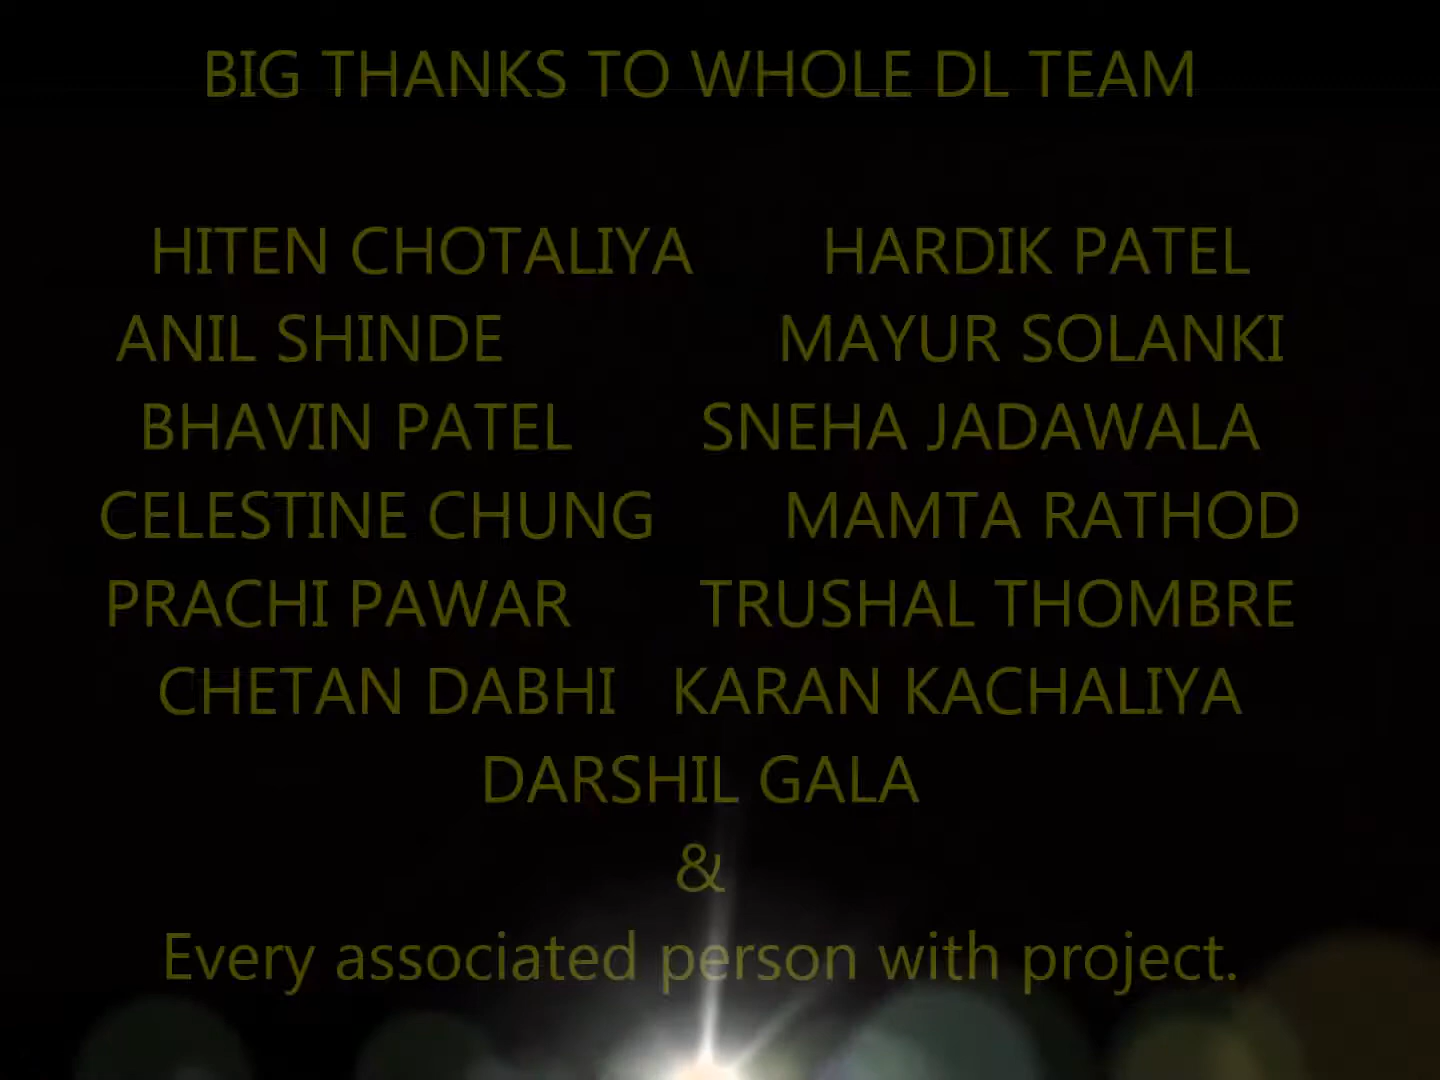 BIG THANKS TO WHOLE DL TEAM
HITEN CHOTALIYA HARDIK PATEL
ANIL SHINDE MAYUR SOLANKI
BHAVIN PATEL SNEHA JADAWALA
CELESTINE CHUNG MAMTA RATHOD
PRACHI PAWAR TRUSHAL THOMBRE
CHETAN DABHI KARAN KACHALIYA
DARSHIL GALA
&
Every associated person with project.